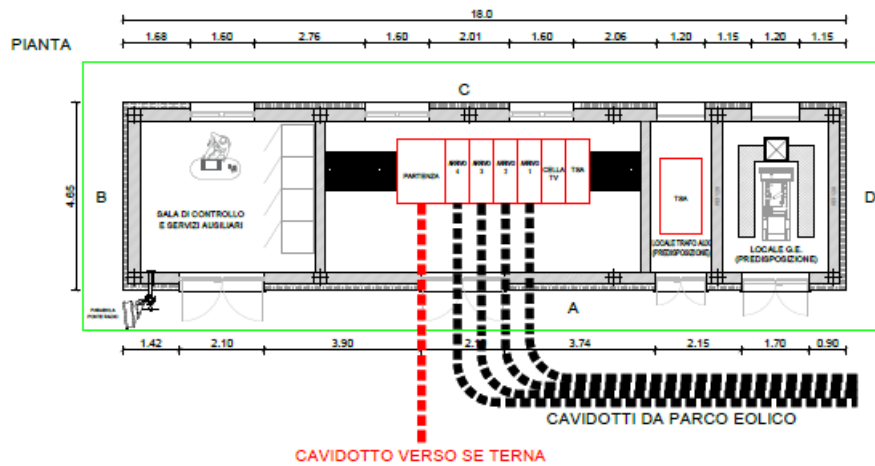 18.0
PIANTA
1.68 1.60 2.76 1.60 2.01 1.60 2.06 1.20 1.15 1.20 1.15
C
4.65
B
D
PARTENZA
ARRIVO 4
ARRIVO 3
ARRIVO 2
ARRIVO 1
CELLA TV
TSA
TSA
SALA DI CONTROLLO
E SERVIZI AUSILIARI
LOCALE TRAFO AUX
(PREDISPOSIZIONE)
LOCALE G.E.
(PREDISPOSIZIONE)
PARABOLA
PONTE RADIO
A
1.42 2.10 3.90 3.74 2.15 1.70 0.90
CAVIDOTTI DA PARCO EOLICO
CAVIDOTTO VERSO SE TERNA